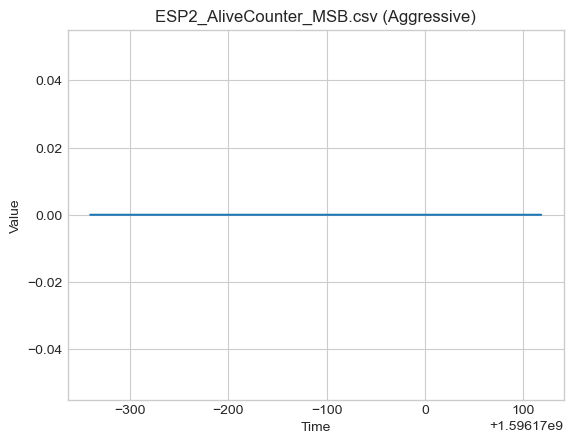 ESP2_AliveCounter_MSB.csv (Aggressive)
0.04
0.02
0.00
−0.02
−0.04
Value
−300 −200 −100 0 100
Time
+1.59617e9